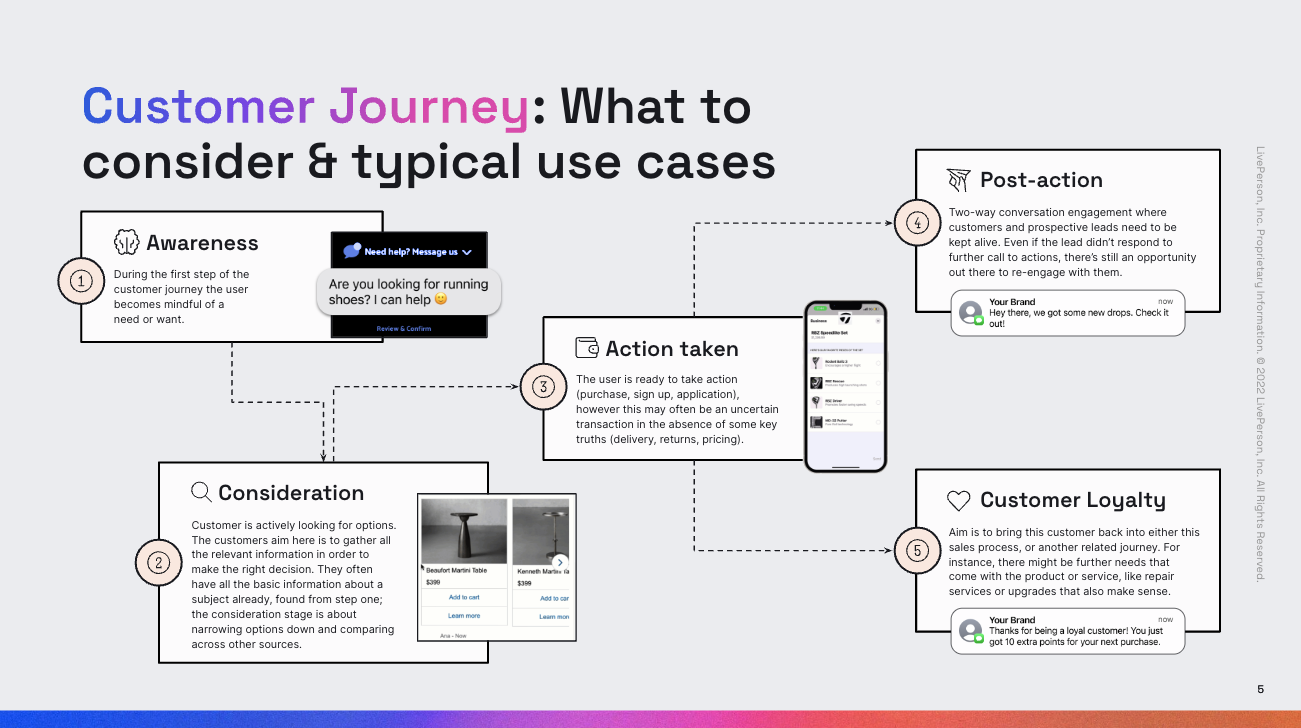 Customer Journey: What to
consider & typical use cases
1
Awareness
During the first step of the
customer journey the user
becomes mindful of a
need or want.
Need help? Message us
Are you looking for running
shoes? I can help 🙂
Review & Confirm
2
Consideration
Customer is actively looking for options.
The customers aim here is to gather all
the relevant information in order to
make the right decision. They often
have all the basic information about a
subject already, found from step one;
the consideration stage is about
narrowing options down and comparing
across other sources.
Beaufort Martini Table
$399
Add to cart
Learn more
Kenneth Martini Ta
$399
Add to car
Learn mor
Ana - Now
3
Action taken
The user is ready to take action
(purchase, sign up, application),
however this may often be an uncertain
transaction in the absence of some key
truths (delivery, returns, pricing).
Business
RBZ Speedlite Set
4
Post-action
Two-way conversation engagement where
customers and prospective leads need to be
kept alive. Even if the lead didn’t respond to
further call to actions, there’s still an opportunity
out there to re-engage with them.
Your Brand
now
Hey there, we got some new drops. Check it
out!
5
Customer Loyalty
Aim is to bring this customer back into either this
sales process, or another related journey. For
instance, there might be further needs that
come with the product or service, like repair
services or upgrades that also make sense.
Your Brand
now
Thanks for being a loyal customer! You just
got 10 extra points for your next purchase.
LivePerson, Inc. Proprietary Information. © 2022 LivePerson, Inc. All Rights Reserved.
5